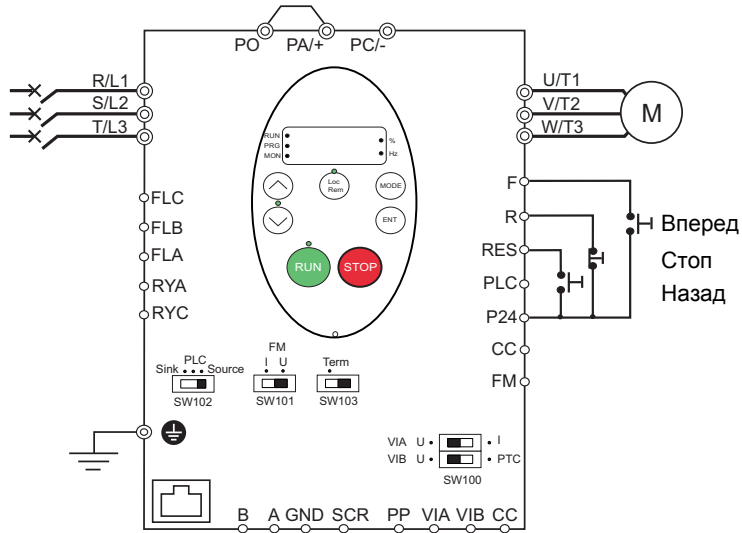 PO PA/+ PC/-
R/L1
S/L2
T/L3
U/T1
V/T2
W/T3
M
RUN
PRG
MON
%
Hz
Loc
Rem
MODE
ENT
RUN
STOP
FLC
FLB
FLA
RYA
RYC
F
R
RES
PLC
P24
CC
FM
Вперед
Стоп
Назад
PLC
Sink Source
SW102
FM
I U
SW101
Term
SW103
VIA U I
VIB U PTC
SW100
B A GND SCR PP VIA VIB CC